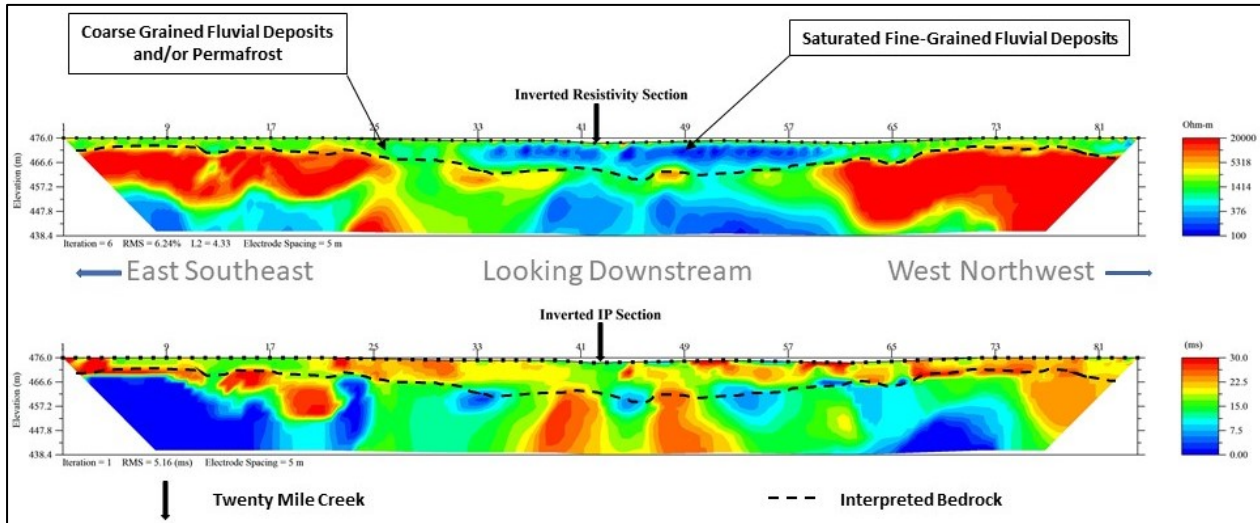 Coarse Grained Fluvial Deposits
and/or Permafrost
Saturated Fine-Grained Fluvial Deposits
Inverted Resistivity Section
1 9 17 25 33 41 49 57 65 73 81
Ohm-m
Elevation (m)
476.0
466.6
457.2
447.8
438.4
20000
5318
1414
376
100
Iteration = 6 RMS = 6.24% L2 = 4.33 Electrode Spacing = 5 m
East Southeast Looking Downstream West Northwest
Inverted IP Section
1 9 17 25 33 41 49 57 65 73 81
(ms)
Elevation (m)
476.0
466.6
457.2
447.8
438.4
30.0
22.5
15.0
7.5
0.00
Iteration = 1 RMS = 5.16 (ms) Electrode Spacing = 5 m
Twenty Mile Creek
Interpreted Bedrock